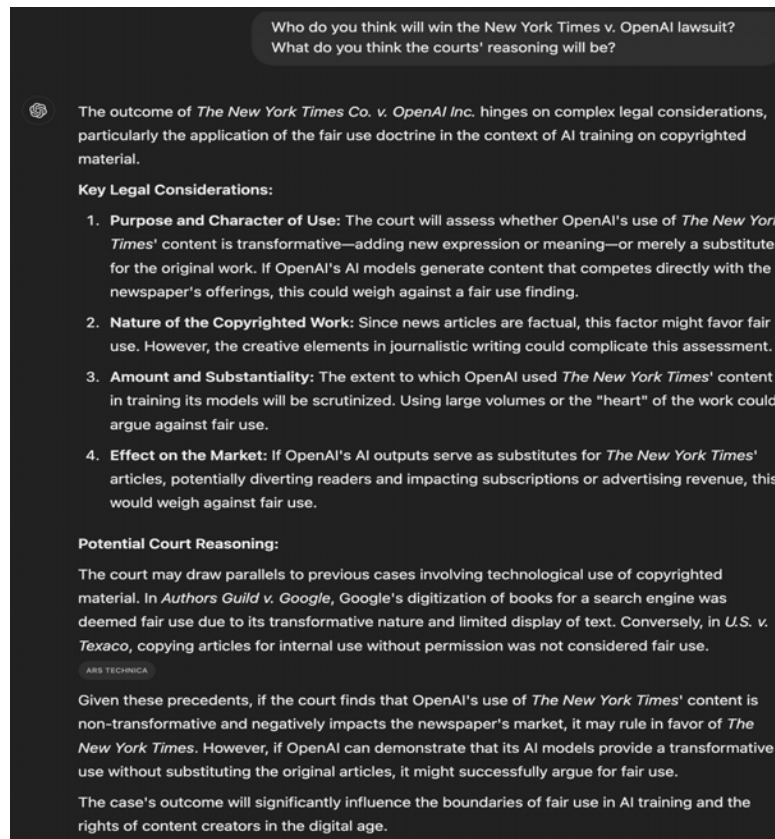 Who do you think will win the New York Times v. OpenAI lawsuit?
What do you think the courts' reasoning will be?
The outcome of The New York Times Co. v. OpenAI Inc. hinges on complex legal considerations,
particularly the application of the fair use doctrine in the context of AI training on copyrighted
material.
Key Legal Considerations:
1. Purpose and Character of Use: The court will assess whether OpenAI's use of The New Yor
Times' content is transformative—adding new expression or meaning—or merely a substitute
for the original work. If OpenAI's AI models generate content that competes directly with the
newspaper's offerings, this could weigh against a fair use finding.
2. Nature of the Copyrighted Work: Since news articles are factual, this factor might favor fair
use. However, the creative elements in journalistic writing could complicate this assessment.
3. Amount and Substantiality: The extent to which OpenAI used The New York Times' content
in training its models will be scrutinized. Using large volumes or the "heart" of the work could
argue against fair use.
4. Effect on the Market: If OpenAI's AI outputs serve as substitutes for The New York Times'
articles, potentially diverting readers and impacting subscriptions or advertising revenue, this
would weigh against fair use.
Potential Court Reasoning:
The court may draw parallels to previous cases involving technological use of copyrighted
material. In Authors Guild v. Google, Google's digitization of books for a search engine was
deemed fair use due to its transformative nature and limited display of text. Conversely, in U.S. v.
Texaco, copying articles for internal use without permission was not considered fair use.
ARS TECHNICA
Given these precedents, if the court finds that OpenAI's use of The New York Times' content is
non-transformative and negatively impacts the newspaper's market, it may rule in favor of The
New York Times. However, if OpenAI can demonstrate that its AI models provide a transformative
use without substituting the original articles, it might successfully argue for fair use.
The case's outcome will significantly influence the boundaries of fair use in AI training and the
rights of content creators in the digital age.